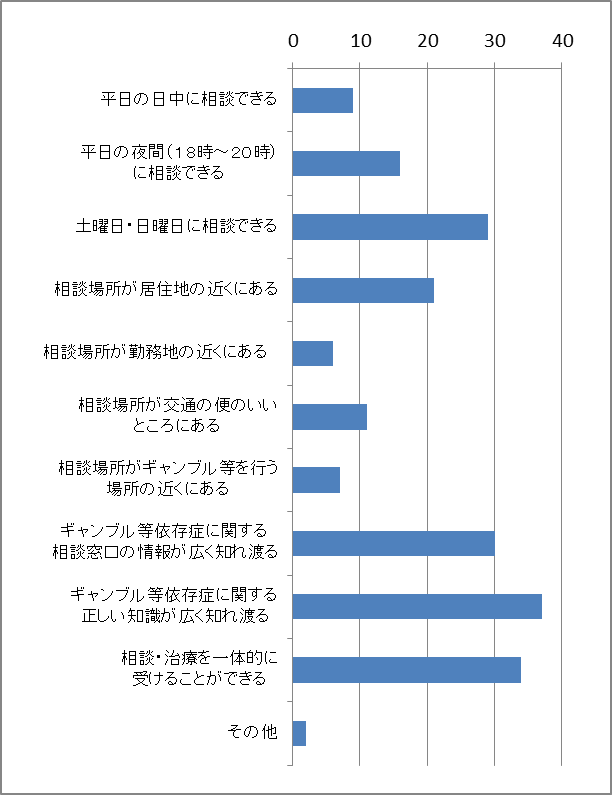 0 10 20 30 40
平日の日中に相談できる
平日の夜間(18時～20時)
に相談できる
土曜日・日曜日に相談できる
相談場所が居住地の近くにある
相談場所が勤務地の近くにある
相談場所が交通の便のいい
ところにある
相談場所がギャンブル等を行う
場所の近くにある
ギャンブル等依存症に関する
相談窓口の情報が広く知れ渡る
ギャンブル等依存症に関する
正しい知識が広く知れ渡る
相談・治療を一体的に
受けることができる
その他